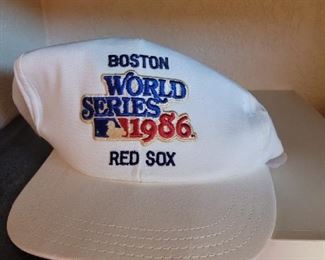 BOSTON
WORLD
SERIES
1986
RED SOX